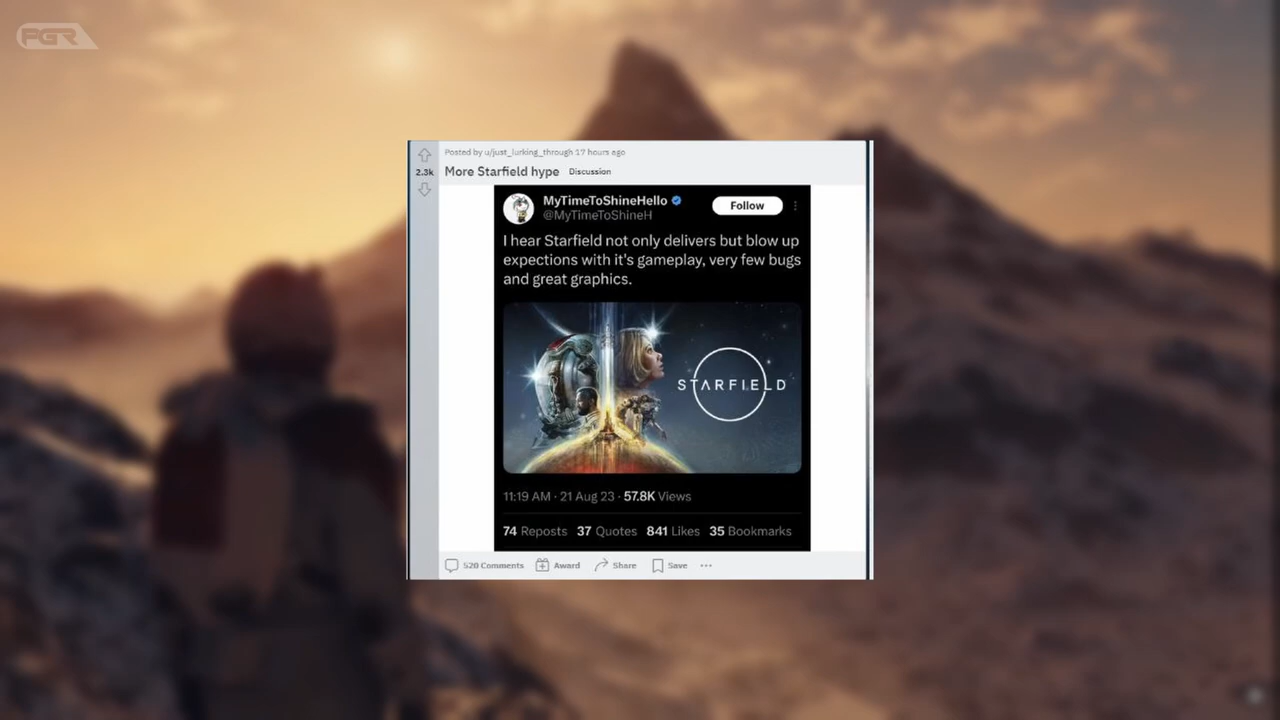 PGR
Posted by u/just_lurking_through 17 hours ago
2.3k
More Starfield hype Discussion
MyTimeToShineHello
@MyTimeToShineH
Follow
I hear Starfield not only delivers but blow up
expections with it's gameplay, very few bugs
and great graphics.
STARFIELD
11:19 AM · 21 Aug 23 · 57.8K Views
74 Reposts 37 Quotes 841 Likes 35 Bookmarks
520 Comments Award Share Save